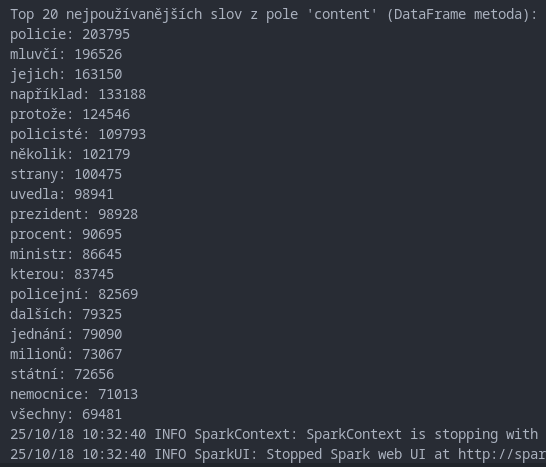 Top 20 nejpoužívanějších slov z pole 'content' (DataFrame metoda):
policie: 203795
mluvčí: 196526
jejich: 163150
například: 133188
protože: 124546
policisté: 109793
několik: 102179
strany: 100475
uvedla: 98941
prezident: 98928
procent: 90695
ministr: 86645
kterou: 83745
policejní: 82569
dalších: 79325
jednání: 79090
milionů: 73067
státní: 72656
nemocnice: 71013
všechny: 69481
25/10/18 10:32:40 INFO SparkContext: SparkContext is stopping with
25/10/18 10:32:40 INFO SparkUI: Stopped Spark web UI at http://spar